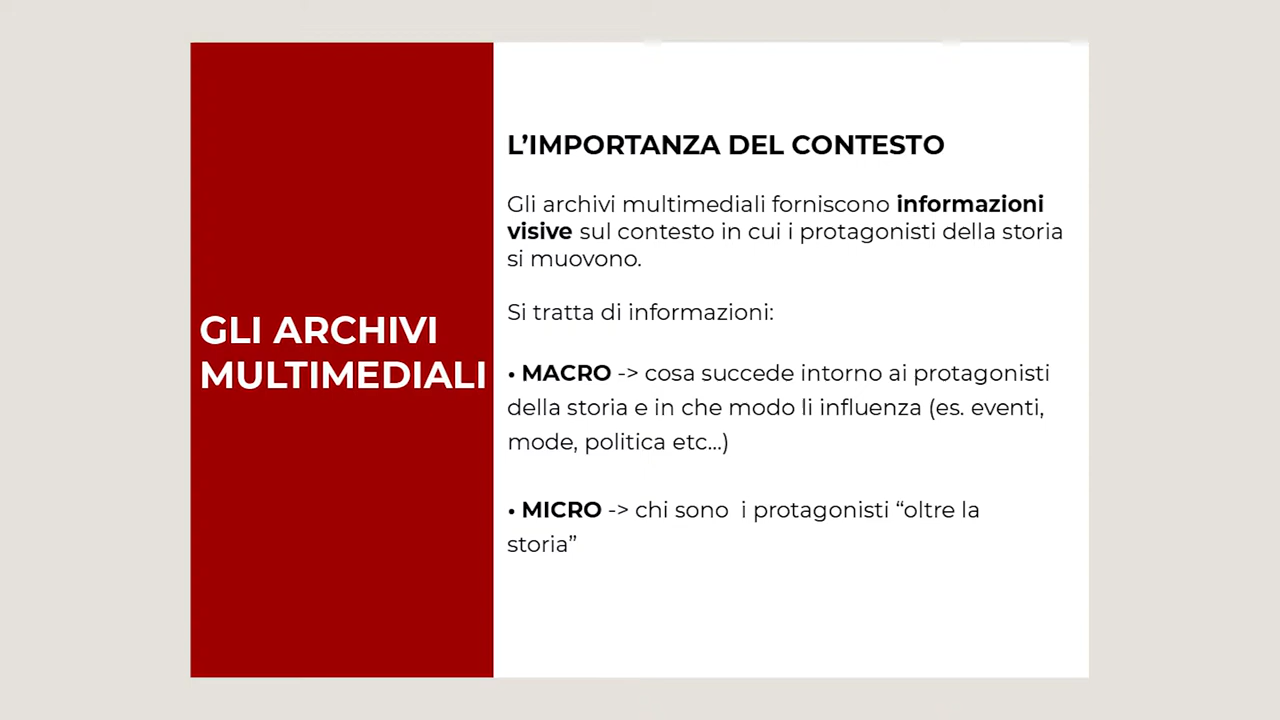 GLI ARCHIVI
MULTIMEDIALI
L’IMPORTANZA DEL CONTESTO
Gli archivi multimediali forniscono informazioni
visive sul contesto in cui i protagonisti della storia
si muovono.
Si tratta di informazioni:
• MACRO -> cosa succede intorno ai protagonisti
della storia e in che modo li influenza (es. eventi,
mode, politica etc...)
• MICRO -> chi sono  i protagonisti “oltre la
storia”